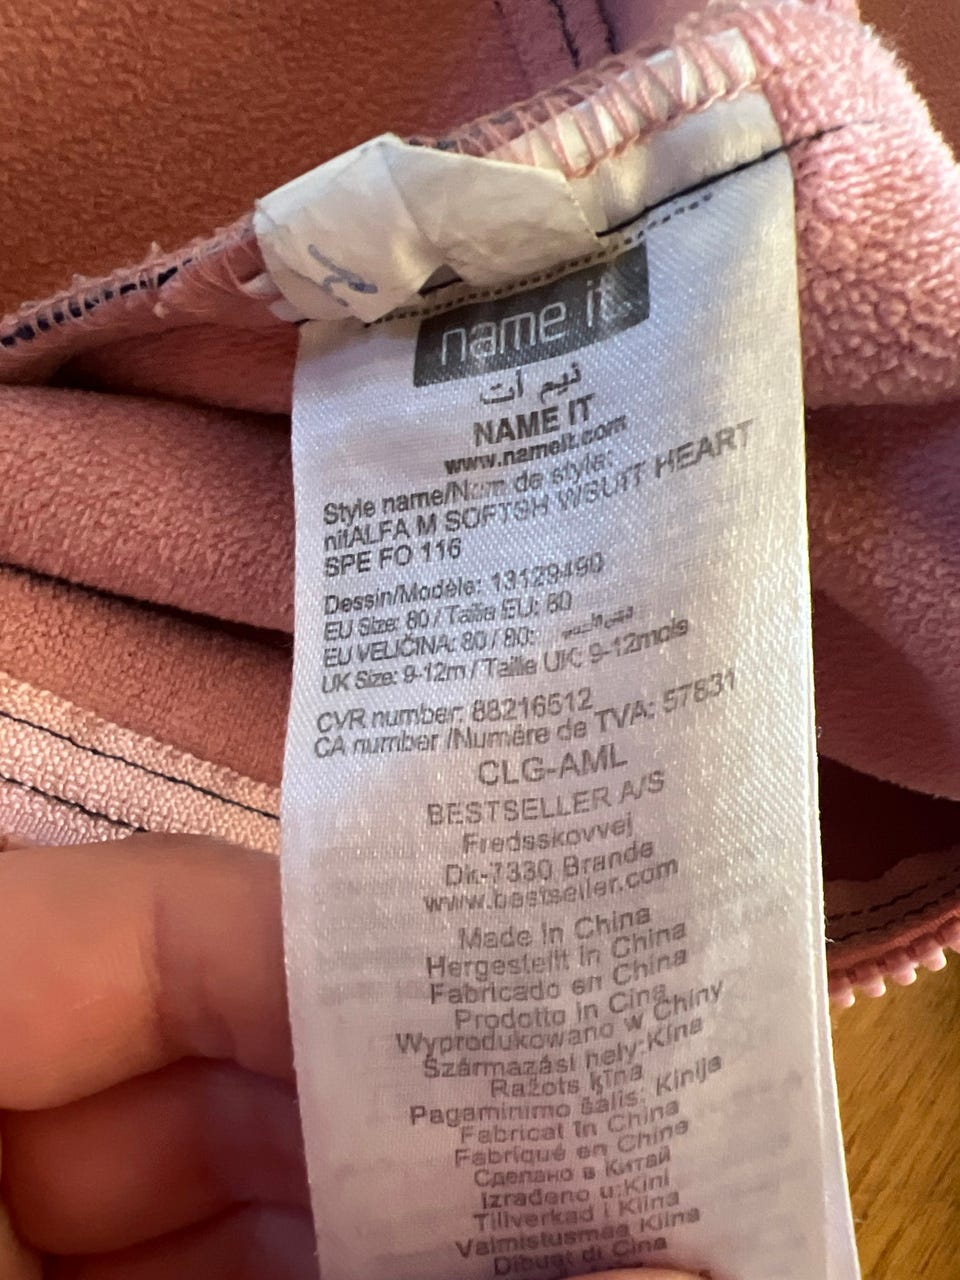 name it
نيم ات
NAME IT
www.nameit.com
Style name/Nom de style:
nitALFA M SOFTSH W/SUIT HEART
SPE FO 116
Dessin/Modèle: 13129490
EU Size: 80 / Taille EU: 80
EU VELIČINA: 80 / 80:
UK Size: 9-12m / Taille UK: 9-12mois
CVR number: 88216512
CA number /Numére de TVA: 57831
CLG-AML
BESTSELLER A/S
Fredsskovvej
Dk-7330 Brande
www.bestseller.com
Made in China
Hergestellt in China
Fabricado en China
Prodotto in Cina
Wyprodukowano w Chiny
Származási hely:Kína
Ražots ķīna
Pagaminimo šalis: Kinija
Fabricat în China
Fabriqué en Chine
Сделано в Китай
Izrađeno u:Kini
Tillverkad i Kina
Valmistusmaa Kiina
Dibuat di Cina